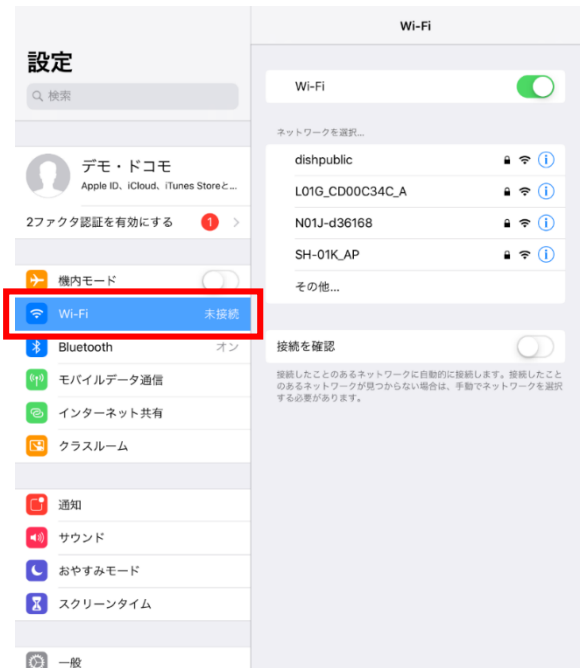 設定
検索
デモ・ドコモ
Apple ID、iCloud、iTunes Storeと...
2ファクタ認証を有効にする 1
機内モード
Wi-Fi 未接続
Bluetooth オン
モバイルデータ通信
インターネット共有
クラスルーム
通知
サウンド
おやすみモード
スクリーンタイム
一般
Wi-Fi
Wi-Fi
ネットワークを選択...
dishpublic
L01G_CD00C34C_A
N01J-d36168
SH-01K_AP
その他...
接続を確認
接続したことのあるネットワークに自動的に接続します。接続したこと
のあるネットワークが見つからない場合は、手動でネットワークを選択
する必要があります。